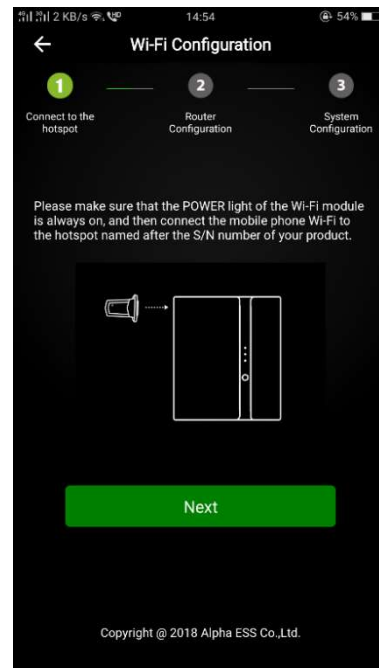 2 KB/s 14:54 54%
Wi-Fi Configuration
1 2 3
Connect to the hotspot
Router Configuration
System Configuration
Please make sure that the POWER light of the Wi-Fi module
is always on, and then connect the mobile phone Wi-Fi to
the hotspot named after the S/N number of your product.
Next
Copyright @ 2018 Alpha ESS Co.,Ltd.